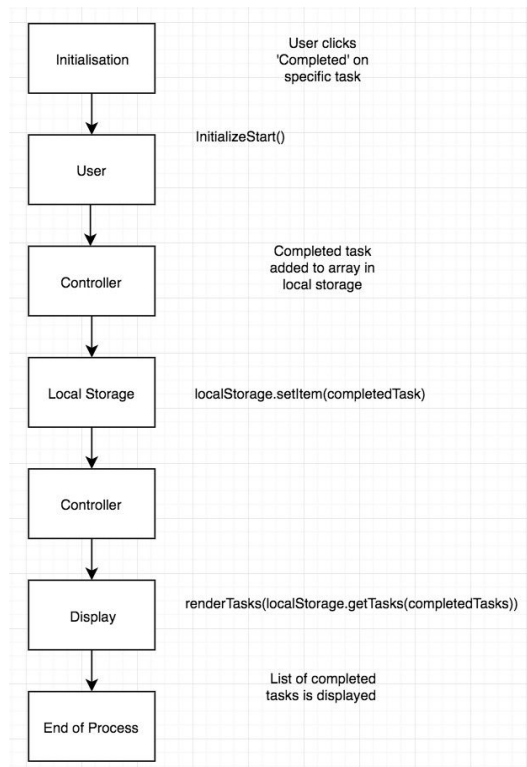 Initialisation
User clicks
'Completed' on
specific task
InitializeStart()
User
Completed task
added to array in
local storage
Controller
Local Storage
localStorage.setItem(completedTask)
Controller
renderTasks(localStorage.getTasks(completedTasks))
Display
List of completed
tasks is displayed
End of Process